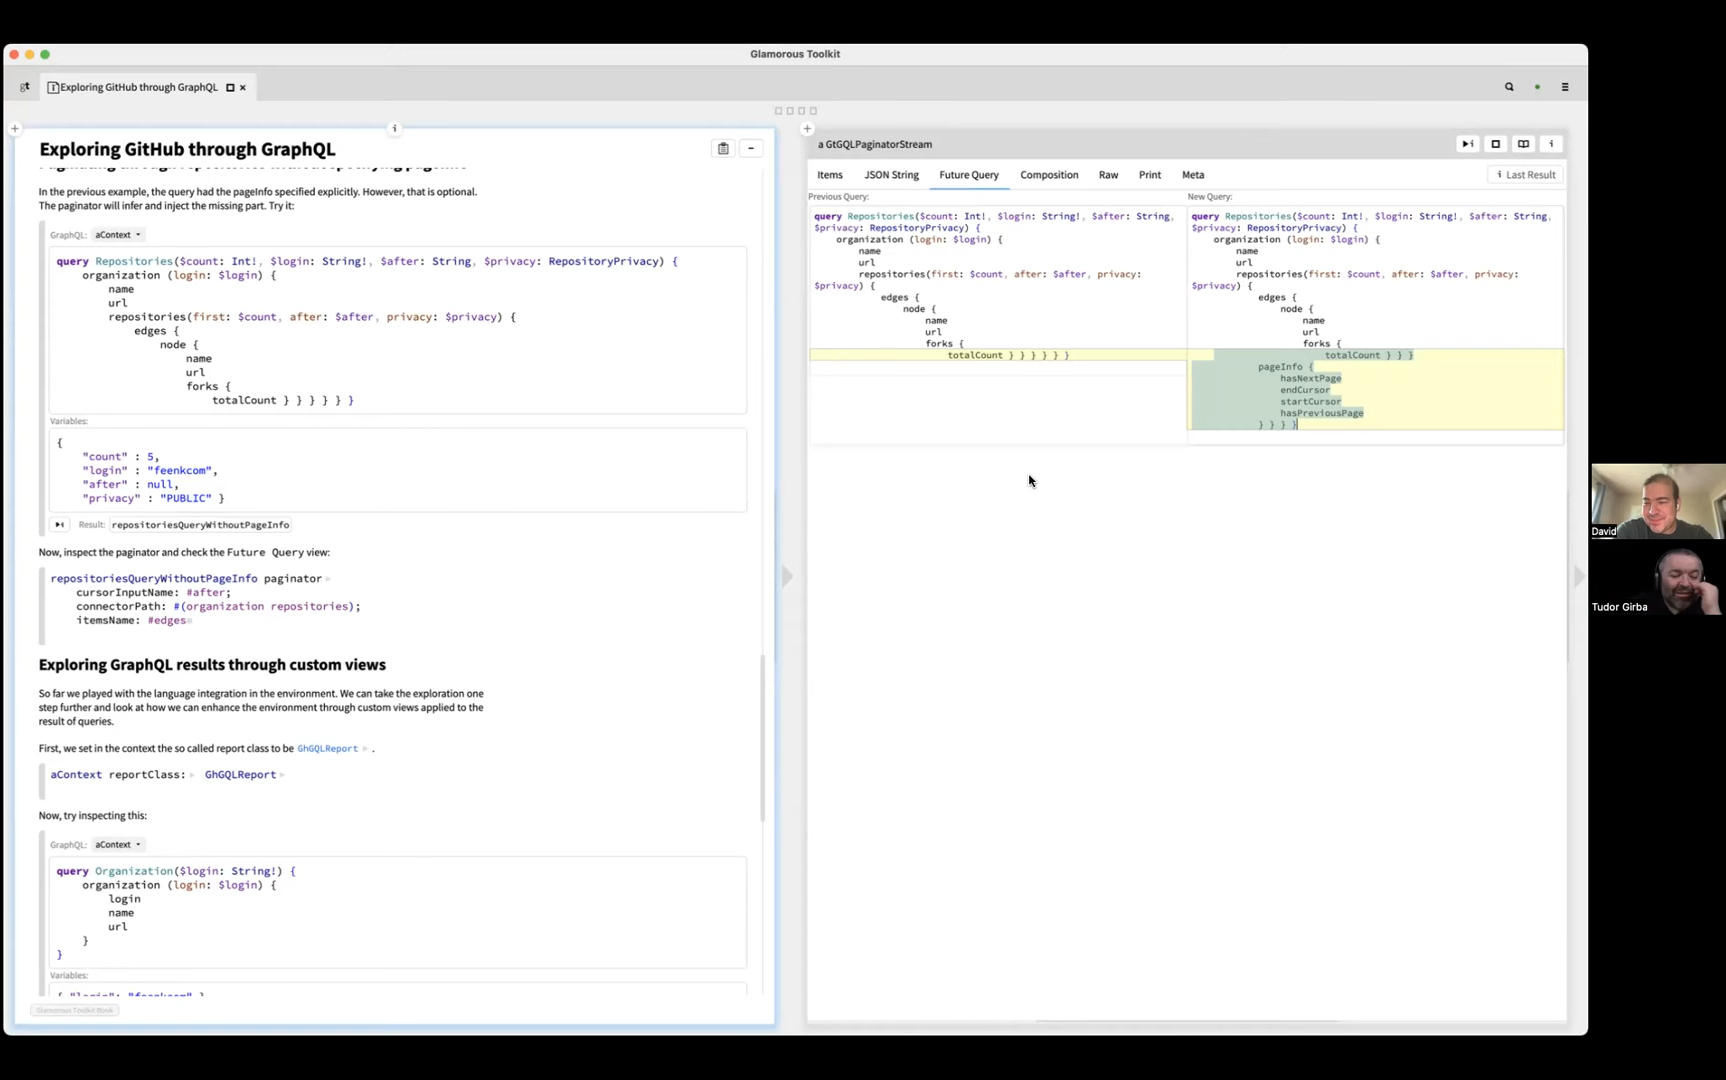 Glamorous Toolkit
gt
Exploring GitHub through GraphQL
Exploring GitHub through GraphQL
In the previous example, the query had the pageInfo specified explicitly. However, that is optional.
The paginator will infer and inject the missing part. Try it:
GraphQL: aContext
query Repositories($count: Int!, $login: String!, $after: String, $privacy: RepositoryPrivacy) {
organization (login: $login) {
name
url
repositories(first: $count, after: $after, privacy: $privacy) {
edges {
node {
name
url
forks {
totalCount } } } } } }
Variables:
{
"count" : 5,
"login" : "feenkcom",
"after" : null,
"privacy" : "PUBLIC" }
Result: repositoriesQueryWithoutPageInfo
Now, inspect the paginator and check the Future Query view:
repositoriesQueryWithoutPageInfo paginator
cursorInputName: #after;
connectorPath: #(organization repositories);
itemsName: #edges
Exploring GraphQL results through custom views
So far we played with the language integration in the environment. We can take the exploration one
step further and look at how we can enhance the environment through custom views applied to the
result of queries.
First, we set in the context the so called report class to be GhGQLReport .
aContext reportClass: GhGQLReport
Now, try inspecting this:
GraphQL: aContext
query Organization($login: String!) {
organization (login: $login) {
login
name
url
}
}
Variables:
{ "login": "feenkcom" }
Glamorous Toolkit Book
a GtGQLPaginatorStream
Items JSON String Future Query Composition Raw Print Meta
Last Result
Previous Query:
query Repositories($count: Int!, $login: String!, $after: String,
$privacy: RepositoryPrivacy) {
organization (login: $login) {
name
url
repositories(first: $count, after: $after, privacy:
$privacy) {
edges {
node {
name
url
forks {
totalCount } } } } } }
New Query:
query Repositories($count: Int!, $login: String!, $after: String,
$privacy: RepositoryPrivacy) {
organization (login: $login) {
name
url
repositories(first: $count, after: $after, privacy:
$privacy) {
edges {
node {
name
url
forks {
totalCount } } }
pageInfo {
hasNextPage
endCursor
startCursor
hasPreviousPage
} } } }
David
Tudor Girba